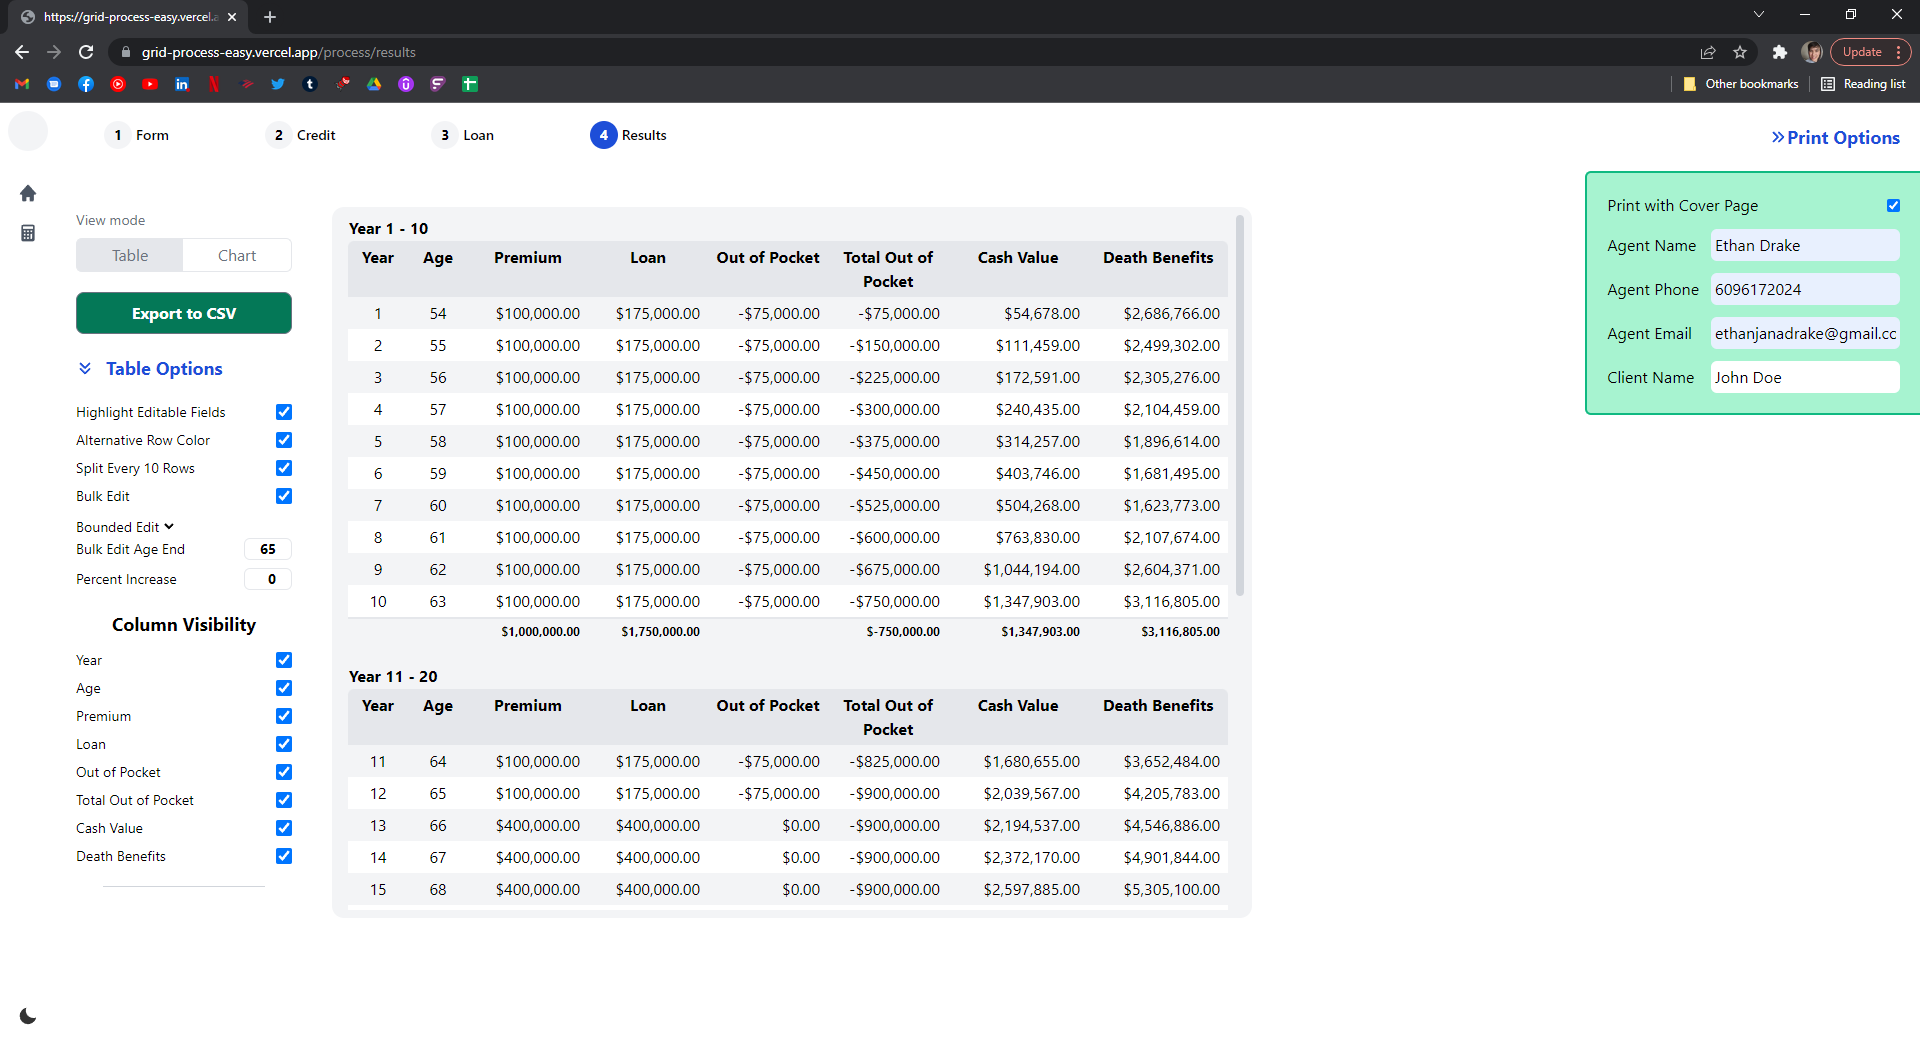 https://grid-process-easy.vercel.a
grid-process-easy.vercel.app/process/results
Update
Other bookmarks
Reading list
1 Form
2 Credit
3 Loan
4 Results
Print Options
View mode
Table Chart
Export to CSV
Table Options
Highlight Editable Fields
Alternative Row Color
Split Every 10 Rows
Bulk Edit
Bounded Edit
Bulk Edit Age End 65
Percent Increase 0
Column Visibility
Year
Age
Premium
Loan
Out of Pocket
Total Out of Pocket
Cash Value
Death Benefits
Year 1 - 10
Year Age Premium Loan Out of Pocket Total Out of Pocket Cash Value Death Benefits
1 54 $100,000.00 $175,000.00 -$75,000.00 -$75,000.00 $54,678.00 $2,686,766.00
2 55 $100,000.00 $175,000.00 -$75,000.00 -$150,000.00 $111,459.00 $2,499,302.00
3 56 $100,000.00 $175,000.00 -$75,000.00 -$225,000.00 $172,591.00 $2,305,276.00
4 57 $100,000.00 $175,000.00 -$75,000.00 -$300,000.00 $240,435.00 $2,104,459.00
5 58 $100,000.00 $175,000.00 -$75,000.00 -$375,000.00 $314,257.00 $1,896,614.00
6 59 $100,000.00 $175,000.00 -$75,000.00 -$450,000.00 $403,746.00 $1,681,495.00
7 60 $100,000.00 $175,000.00 -$75,000.00 -$525,000.00 $504,268.00 $1,623,773.00
8 61 $100,000.00 $175,000.00 -$75,000.00 -$600,000.00 $763,830.00 $2,107,674.00
9 62 $100,000.00 $175,000.00 -$75,000.00 -$675,000.00 $1,044,194.00 $2,604,371.00
10 63 $100,000.00 $175,000.00 -$75,000.00 -$750,000.00 $1,347,903.00 $3,116,805.00
$1,000,000.00 $1,750,000.00 $-750,000.00 $1,347,903.00 $3,116,805.00
Year 11 - 20
Year Age Premium Loan Out of Pocket Total Out of Pocket Cash Value Death Benefits
11 64 $100,000.00 $175,000.00 -$75,000.00 -$825,000.00 $1,680,655.00 $3,652,484.00
12 65 $100,000.00 $175,000.00 -$75,000.00 -$900,000.00 $2,039,567.00 $4,205,783.00
13 66 $400,000.00 $400,000.00 $0.00 -$900,000.00 $2,194,537.00 $4,546,886.00
14 67 $400,000.00 $400,000.00 $0.00 -$900,000.00 $2,372,170.00 $4,901,844.00
15 68 $400,000.00 $400,000.00 $0.00 -$900,000.00 $2,597,885.00 $5,305,100.00
Print with Cover Page
Agent Name Ethan Drake
Agent Phone 6096172024
Agent Email ethanjanadrake@gmail.cc
Client Name John Doe